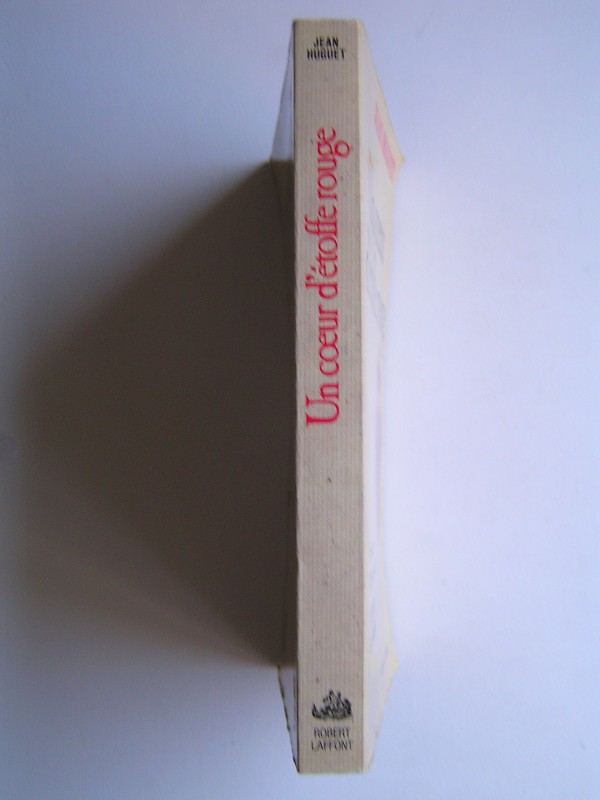 JEAN
HUGUET
Un cœur d'étoffe rouge
ROBERT
LAFFONT